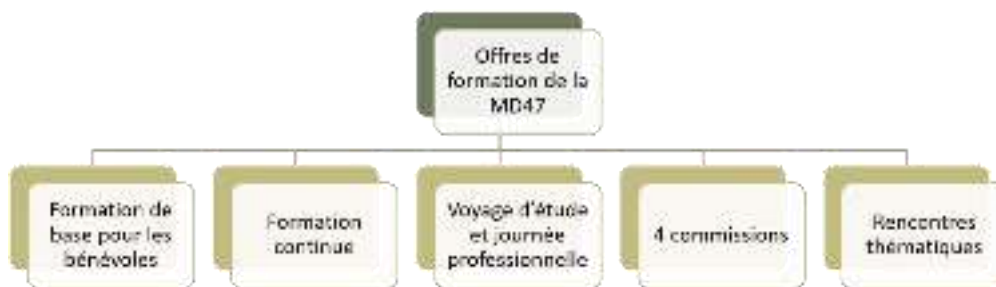 Offres de
formation de la
MD47
Formation de
base pour les
bénévoles
Formation
continue
Voyage d'étude
et journée
professionnelle
4 commissions
Rencontres
thématiques